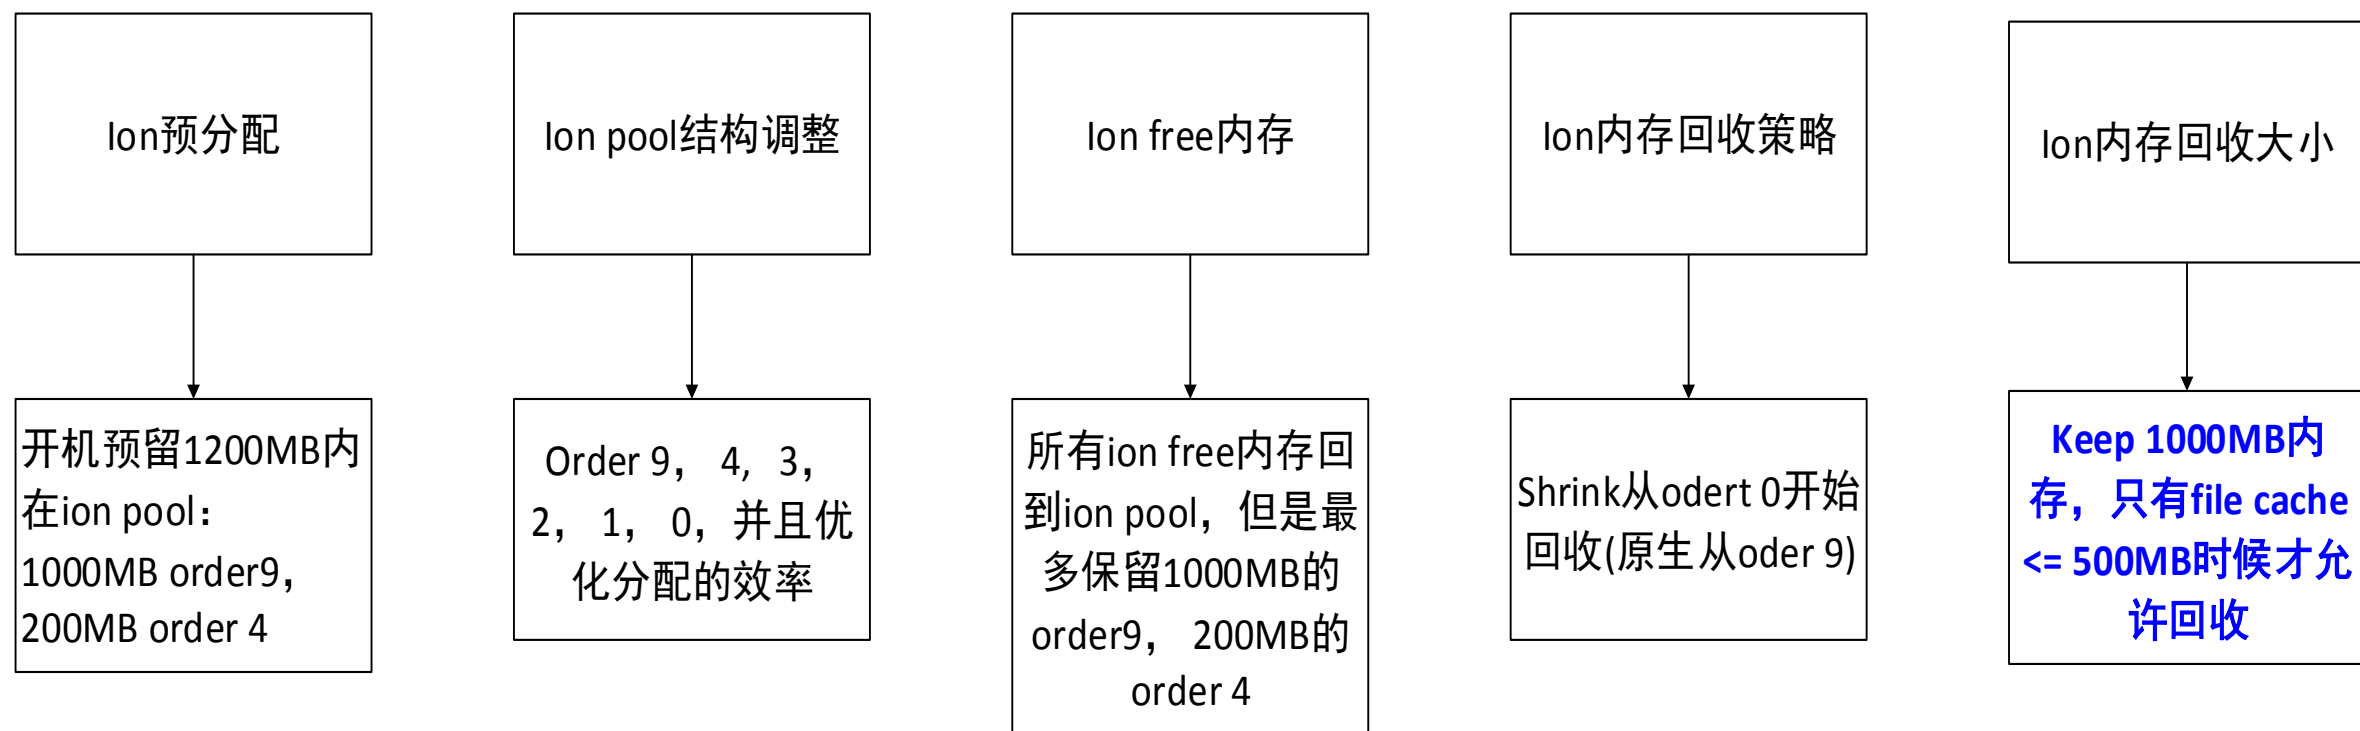 Ion预分配
Ion pool结构调整
Ion free内存
Ion内存回收策略
Ion内存回收大小
开机预留1200MB内
在ion pool：
1000MB order9，
200MB order 4
Order 9， 4, 3，
2， 1， 0，并且优
化分配的效率
所有ion free内存回
到ion pool，但是最
多保留1000MB的
order9， 200MB的
order 4
Shrink从odert 0开始
回收(原生从oder 9)
Keep 1000MB内
存，只有file cache
<= 500MB时候才允
许回收